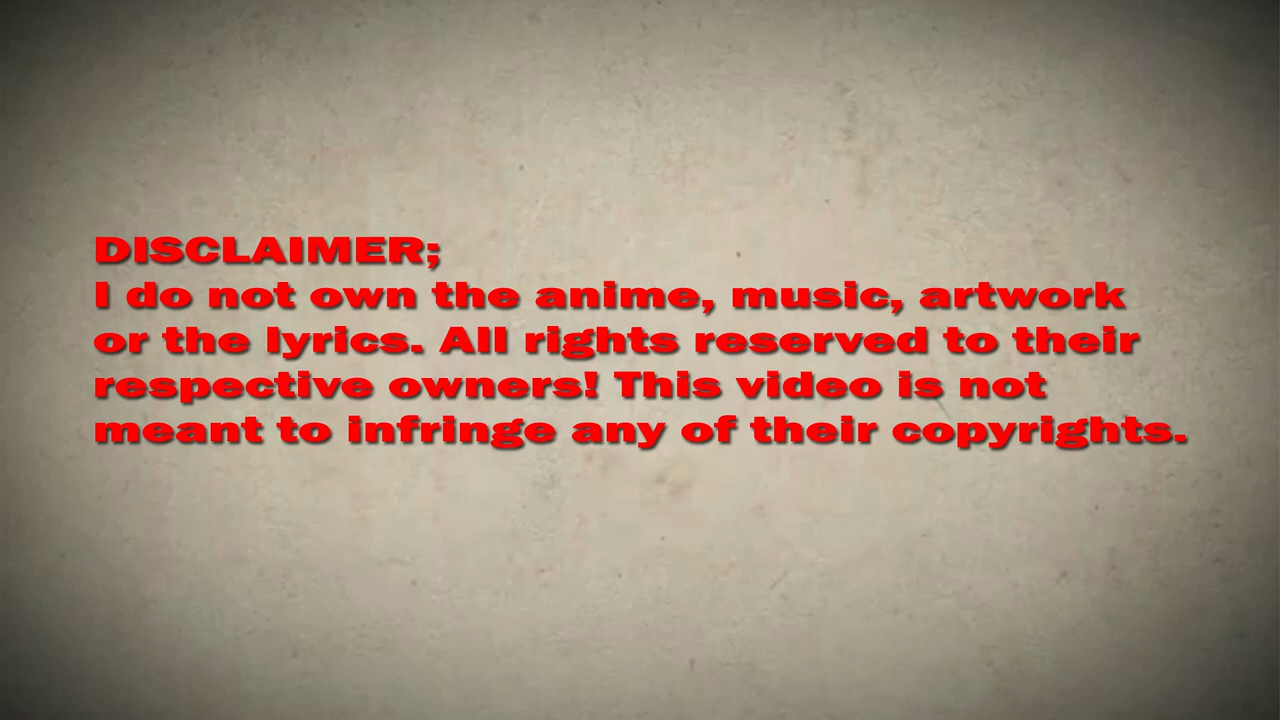 DISCLAIMER;
I do not own the anime, music, artwork
or the lyrics. All rights reserved to their
respective owners! This video is not
meant to infringe any of their copyrights.